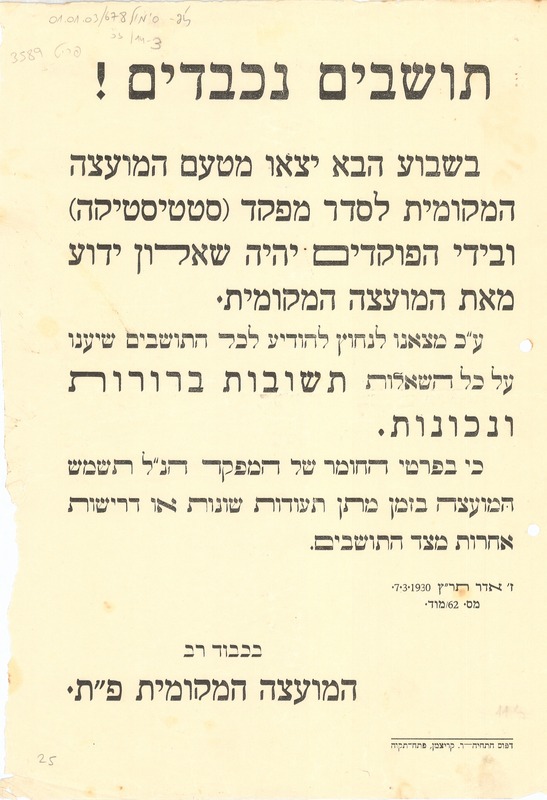 01.01.03/678
3589 פריט
תושבים נכבדים !
בשבוע הבא יצאו מטעם המועצה
המקומית לסדר מפקד (סטטיסטיקה)
ובידי הפוקדים יהיה שאלון ידוע
מאת המועצה המקומית.
ע״כ מצאנו לנחוץ להודיע לכל התושבים שיענו
על כל השאלות תשובות ברורות
ונכונות.
כי בפרטי החומר של המפקד הנ״ל תשמש
המועצה בזמן מתן תעודות שונות או דרישות
אחרות מצד התושבים.
ז׳ אדר תר״ץ 7·3·1930.
מס. 62/מוד.
בכבוד רב
המועצה המקומית פ״ת.
דפוס התחיה—ר. קריצמן, פתח־תקוה
25